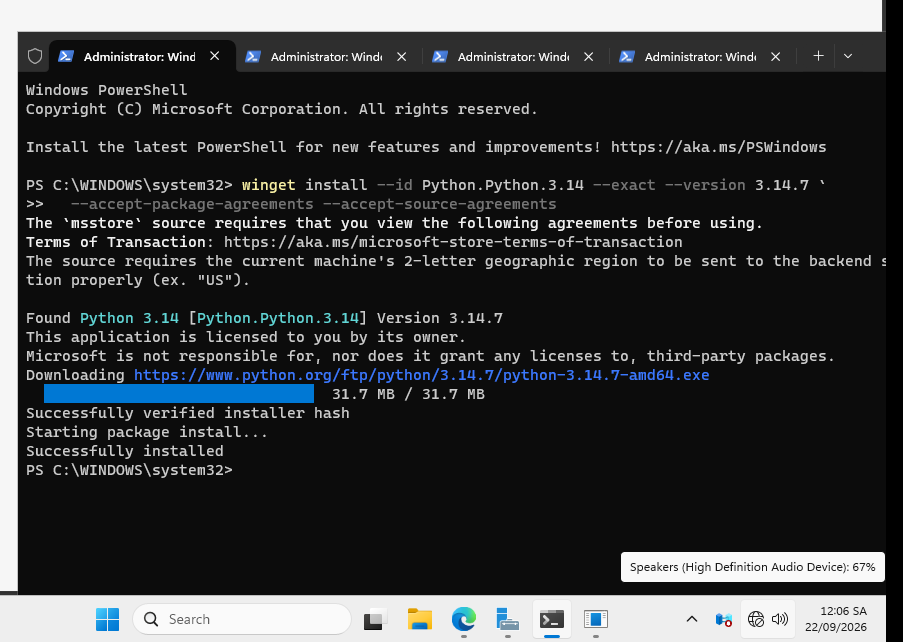 Administrator: Wind
Administrator: Wind
Administrator: Wind
Administrator: Wind
Windows PowerShell
Copyright (C) Microsoft Corporation. All rights reserved.
Install the latest PowerShell for new features and improvements! https://aka.ms/PSWindows
PS C:\WINDOWS\system32> winget install --id Python.Python.3.14 --exact --version 3.14.7 `
>>   --accept-package-agreements --accept-source-agreements
The `msstore` source requires that you view the following agreements before using.
Terms of Transaction: https://aka.ms/microsoft-store-terms-of-transaction
The source requires the current machine's 2-letter geographic region to be sent to the backend s
tion properly (ex. "US").
Found Python 3.14 [Python.Python.3.14] Version 3.14.7
This application is licensed to you by its owner.
Microsoft is not responsible for, nor does it grant any licenses to, third-party packages.
Downloading https://www.python.org/ftp/python/3.14.7/python-3.14.7-amd64.exe
31.7 MB / 31.7 MB
Successfully verified installer hash
Starting package install...
Successfully installed
PS C:\WINDOWS\system32>
Speakers (High Definition Audio Device): 67%
Search
12:06 SA
22/09/2026